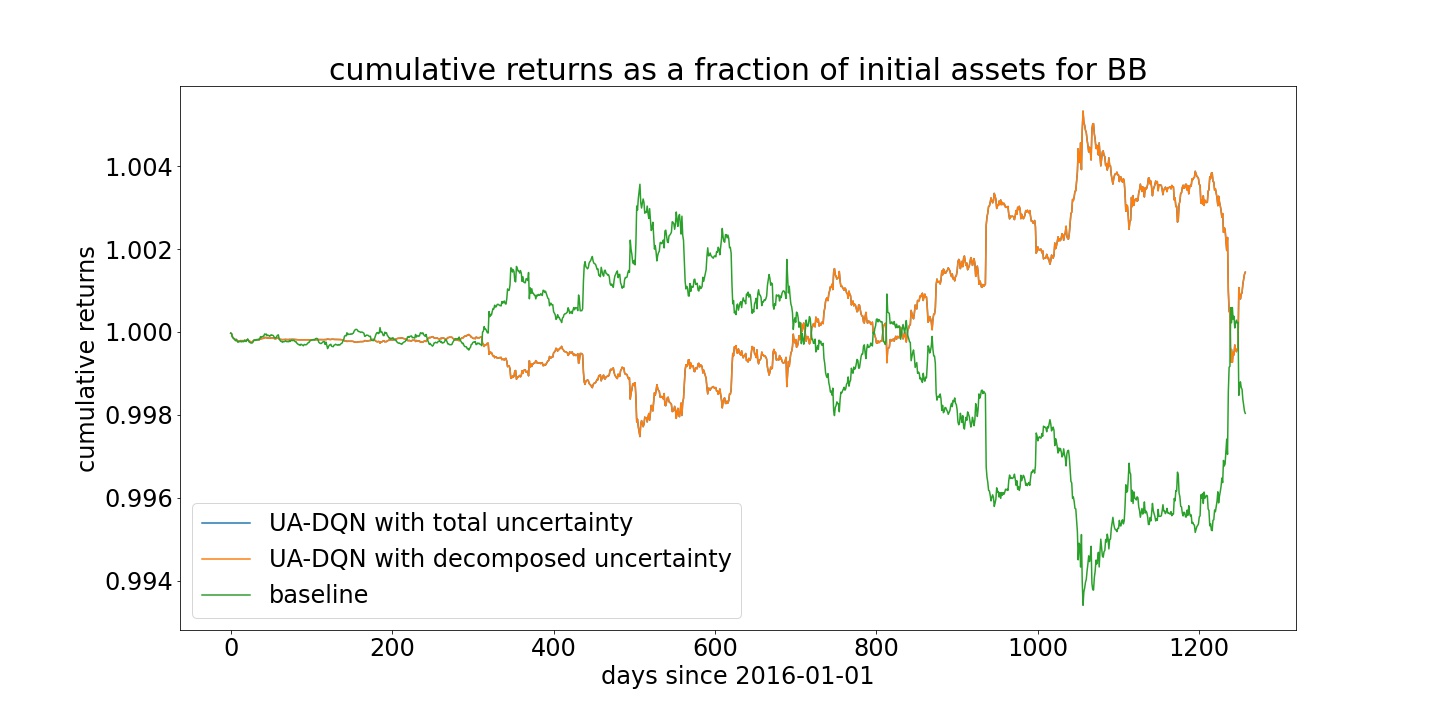 cumulative returns as a fraction of initial assets for BB
cumulative returns
1.004
1.002
1.000
0.998
0.996
0.994
UA-DQN with total uncertainty
UA-DQN with decomposed uncertainty
baseline
0 200 400 600 800 1000 1200
days since 2016-01-01